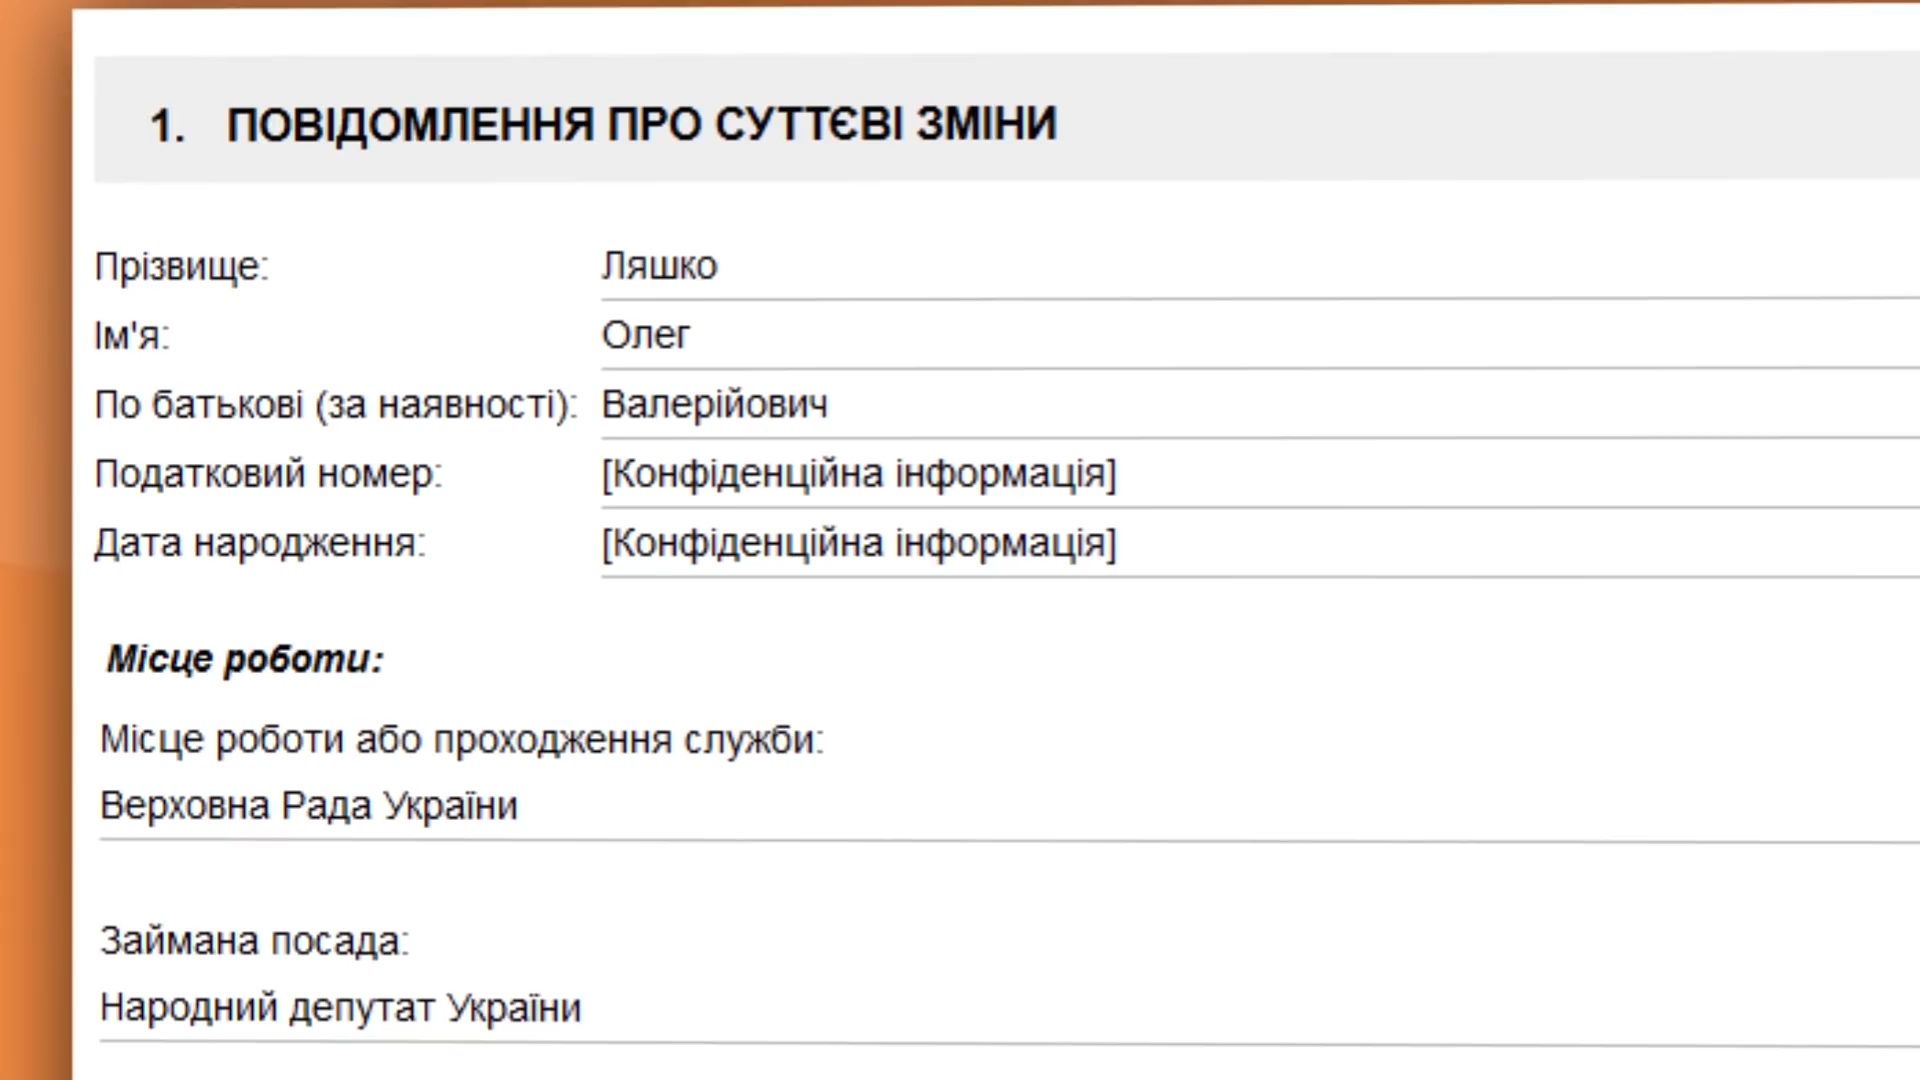 1. ПОВІДОМЛЕННЯ ПРО СУТТЄВІ ЗМІНИ
Прізвище: Ляшко
Ім'я: Олег
По батькові (за наявності): Валерійович
Податковий номер: [Конфіденційна інформація]
Дата народження: [Конфіденційна інформація]
Місце роботи:
Місце роботи або проходження служби:
Верховна Рада України
Займана посада:
Народний депутат України